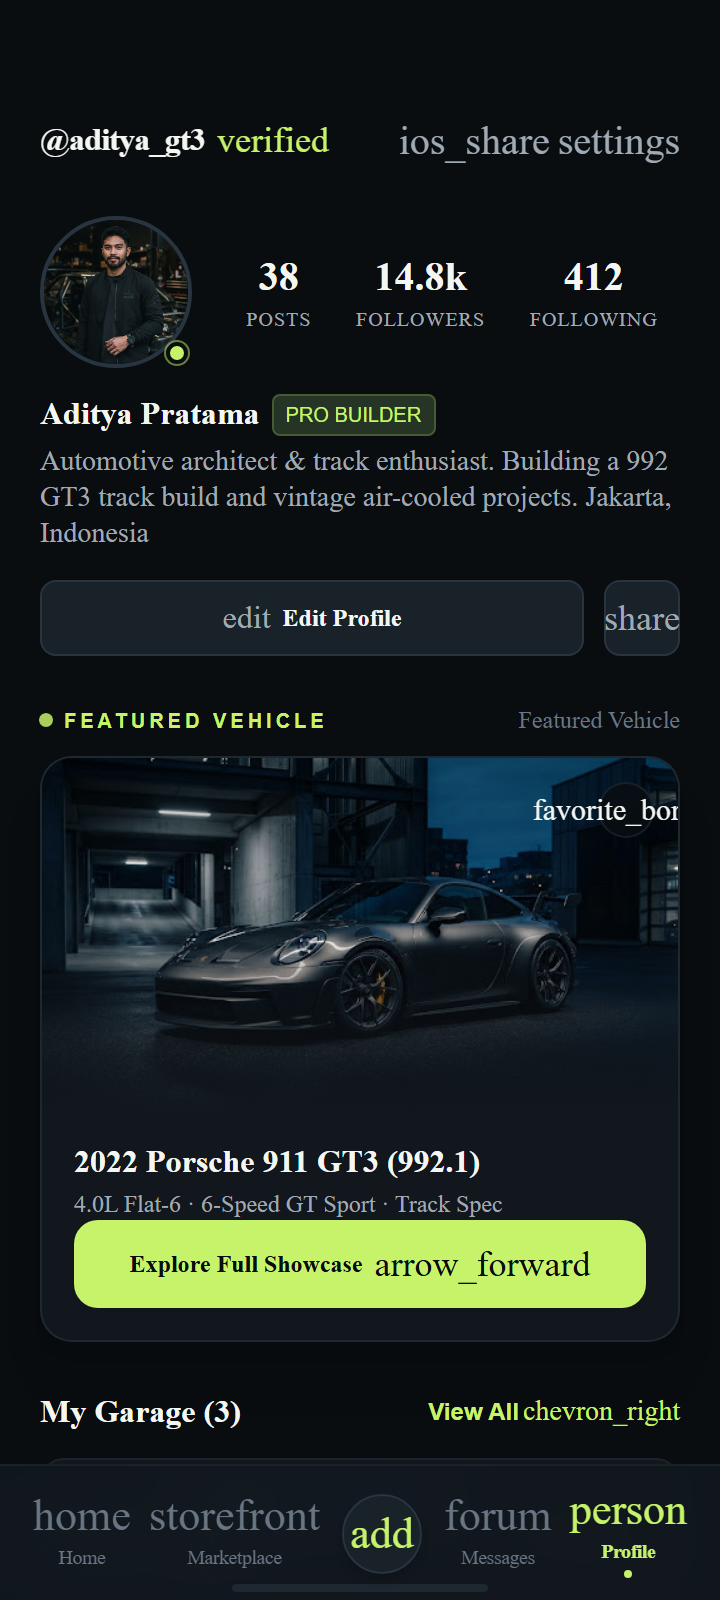 @aditya_gt3 verified ios_share settings
38 14.8k 412
POSTS FOLLOWERS FOLLOWING
Aditya Pratama PRO BUILDER
Automotive architect & track enthusiast. Building a 992
GT3 track build and vintage air-cooled projects. Jakarta,
Indonesia
edit Edit Profile share
FEATURED VEHICLE Featured Vehicle
favorite_bor
2022 Porsche 911 GT3 (992.1)
4.0L Flat-6 · 6-Speed GT Sport · Track Spec
Explore Full Showcase arrow_forward
My Garage (3) View All chevron_right
home storefront add forum person
Home Marketplace Messages Profile